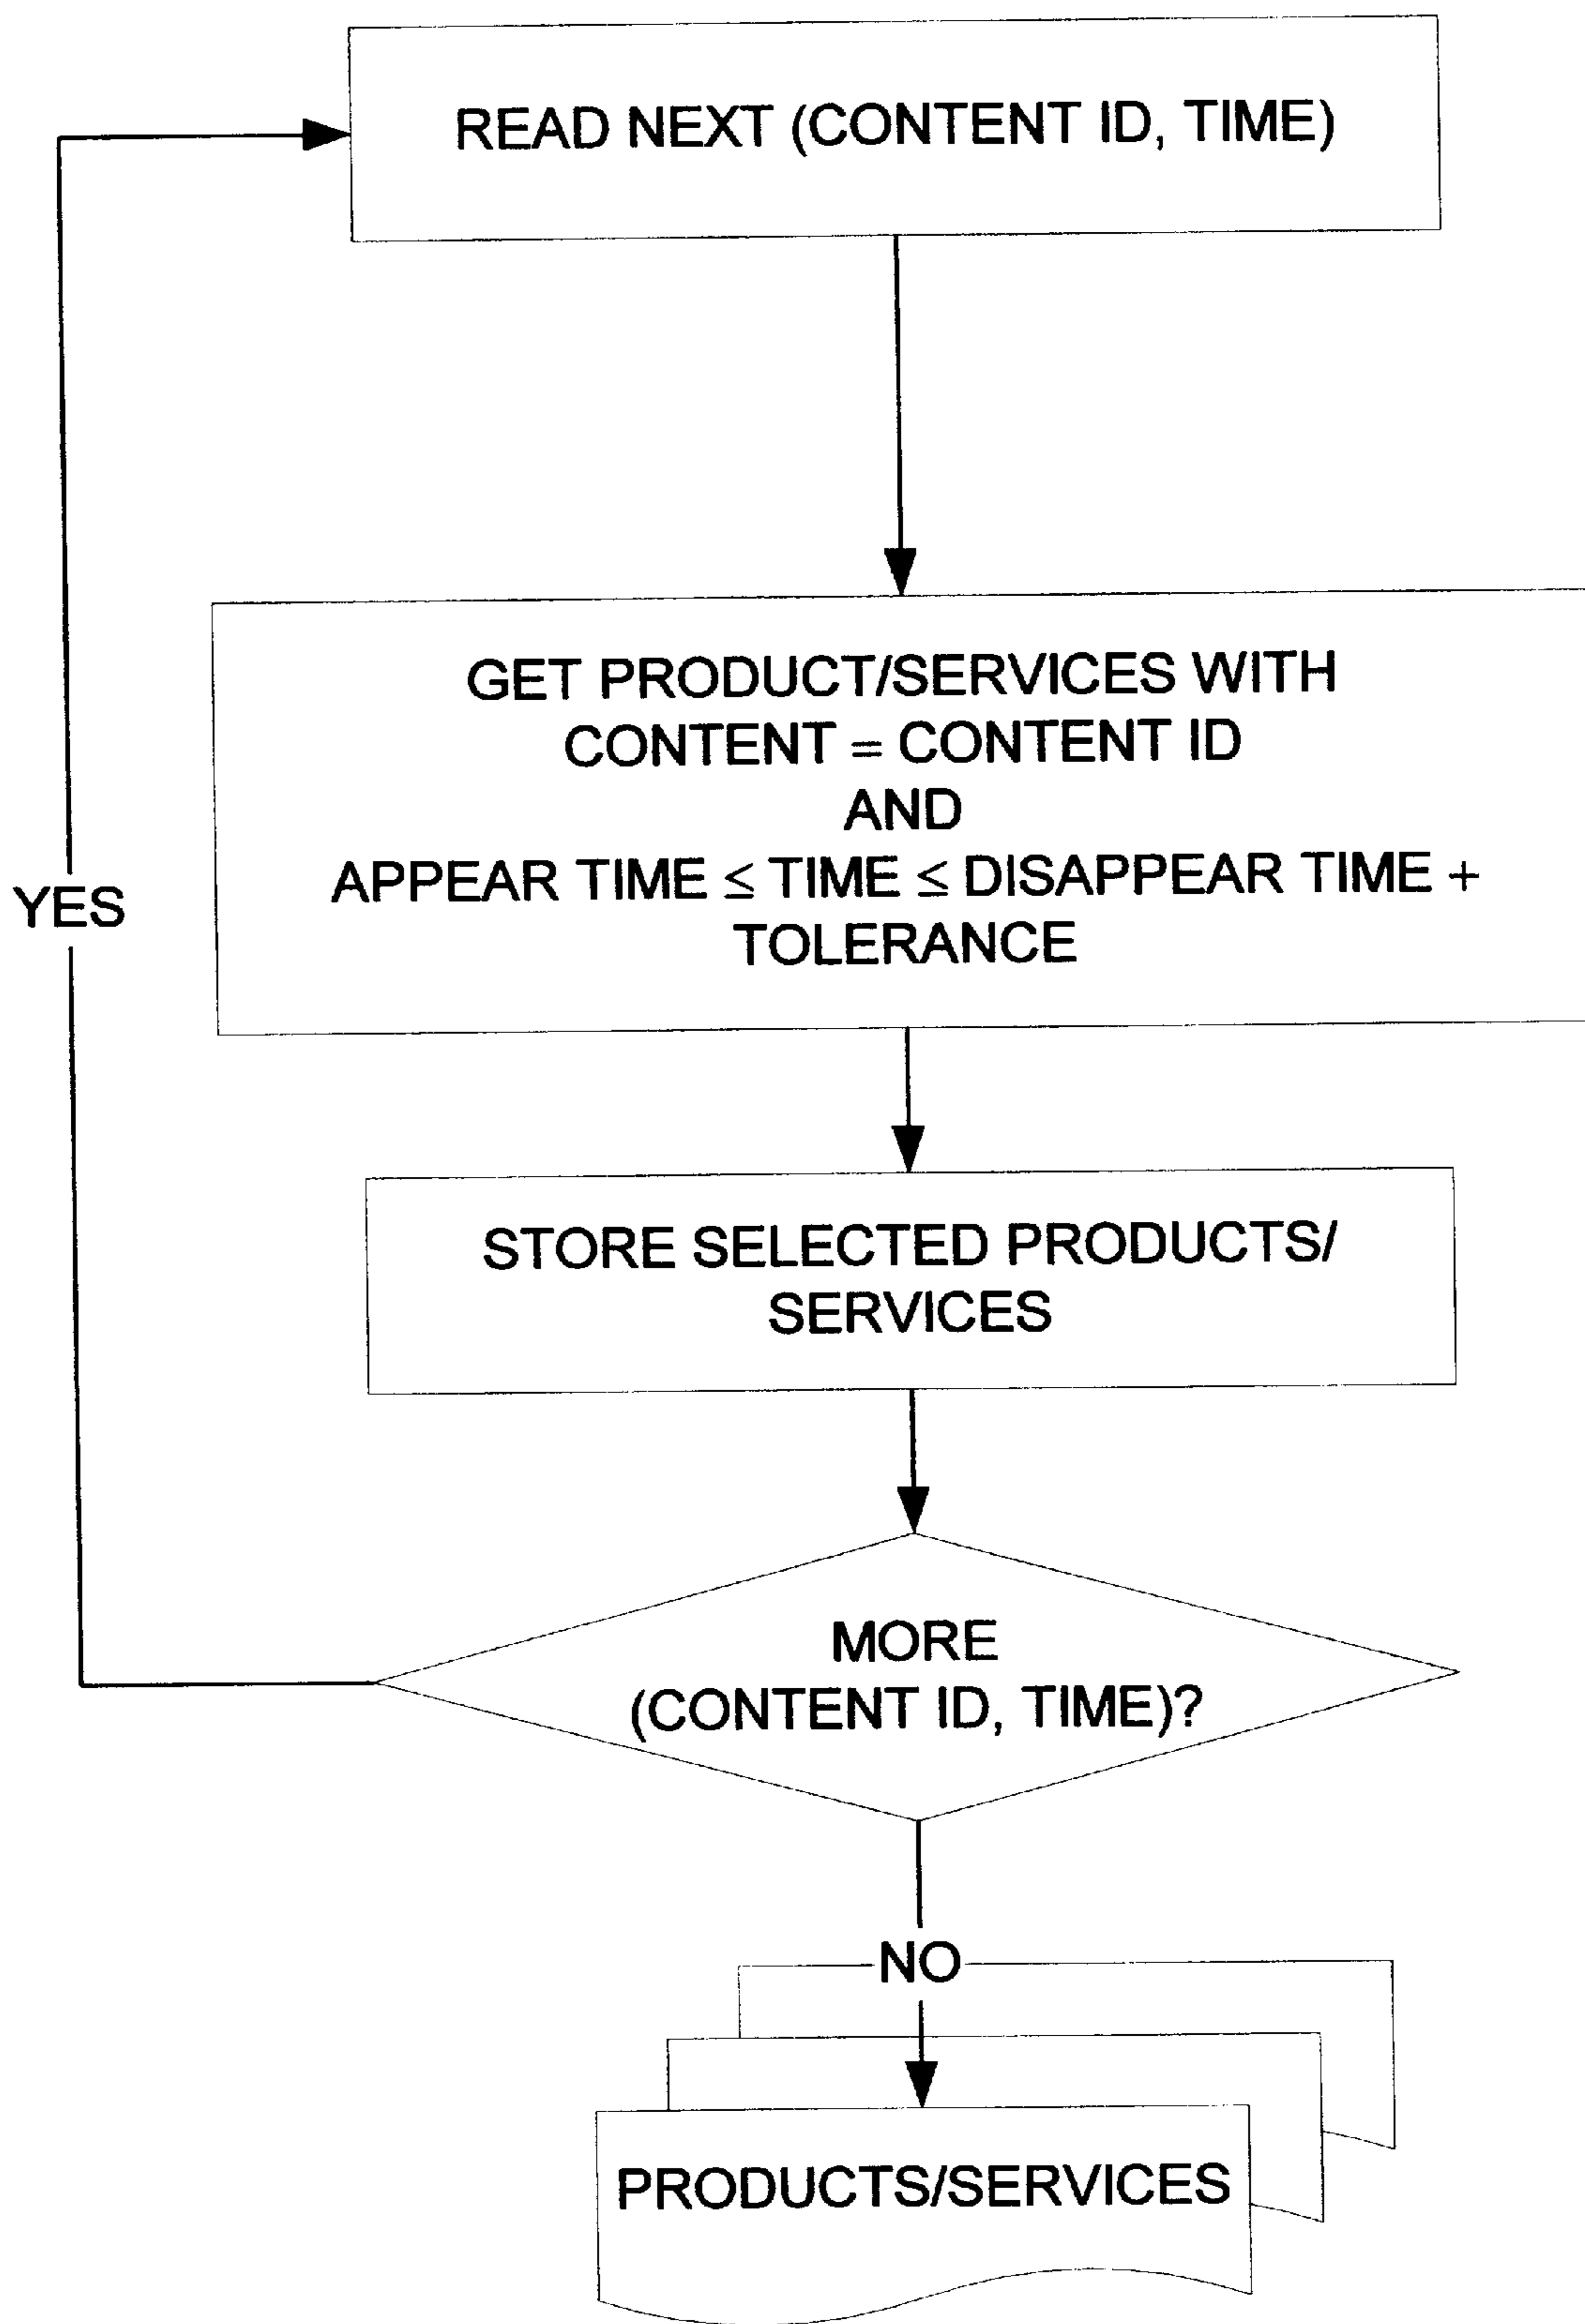 READ NEXT (CONTENT ID, TIME)
GET PRODUCT/SERVICES WITH
CONTENT = CONTENT ID
AND
APPEAR TIME ≤ TIME ≤ DISAPPEAR TIME +
TOLERANCE
YES
STORE SELECTED PRODUCTS/
SERVICES
MORE
(CONTENT ID, TIME)?
NO
PRODUCTS/SERVICES